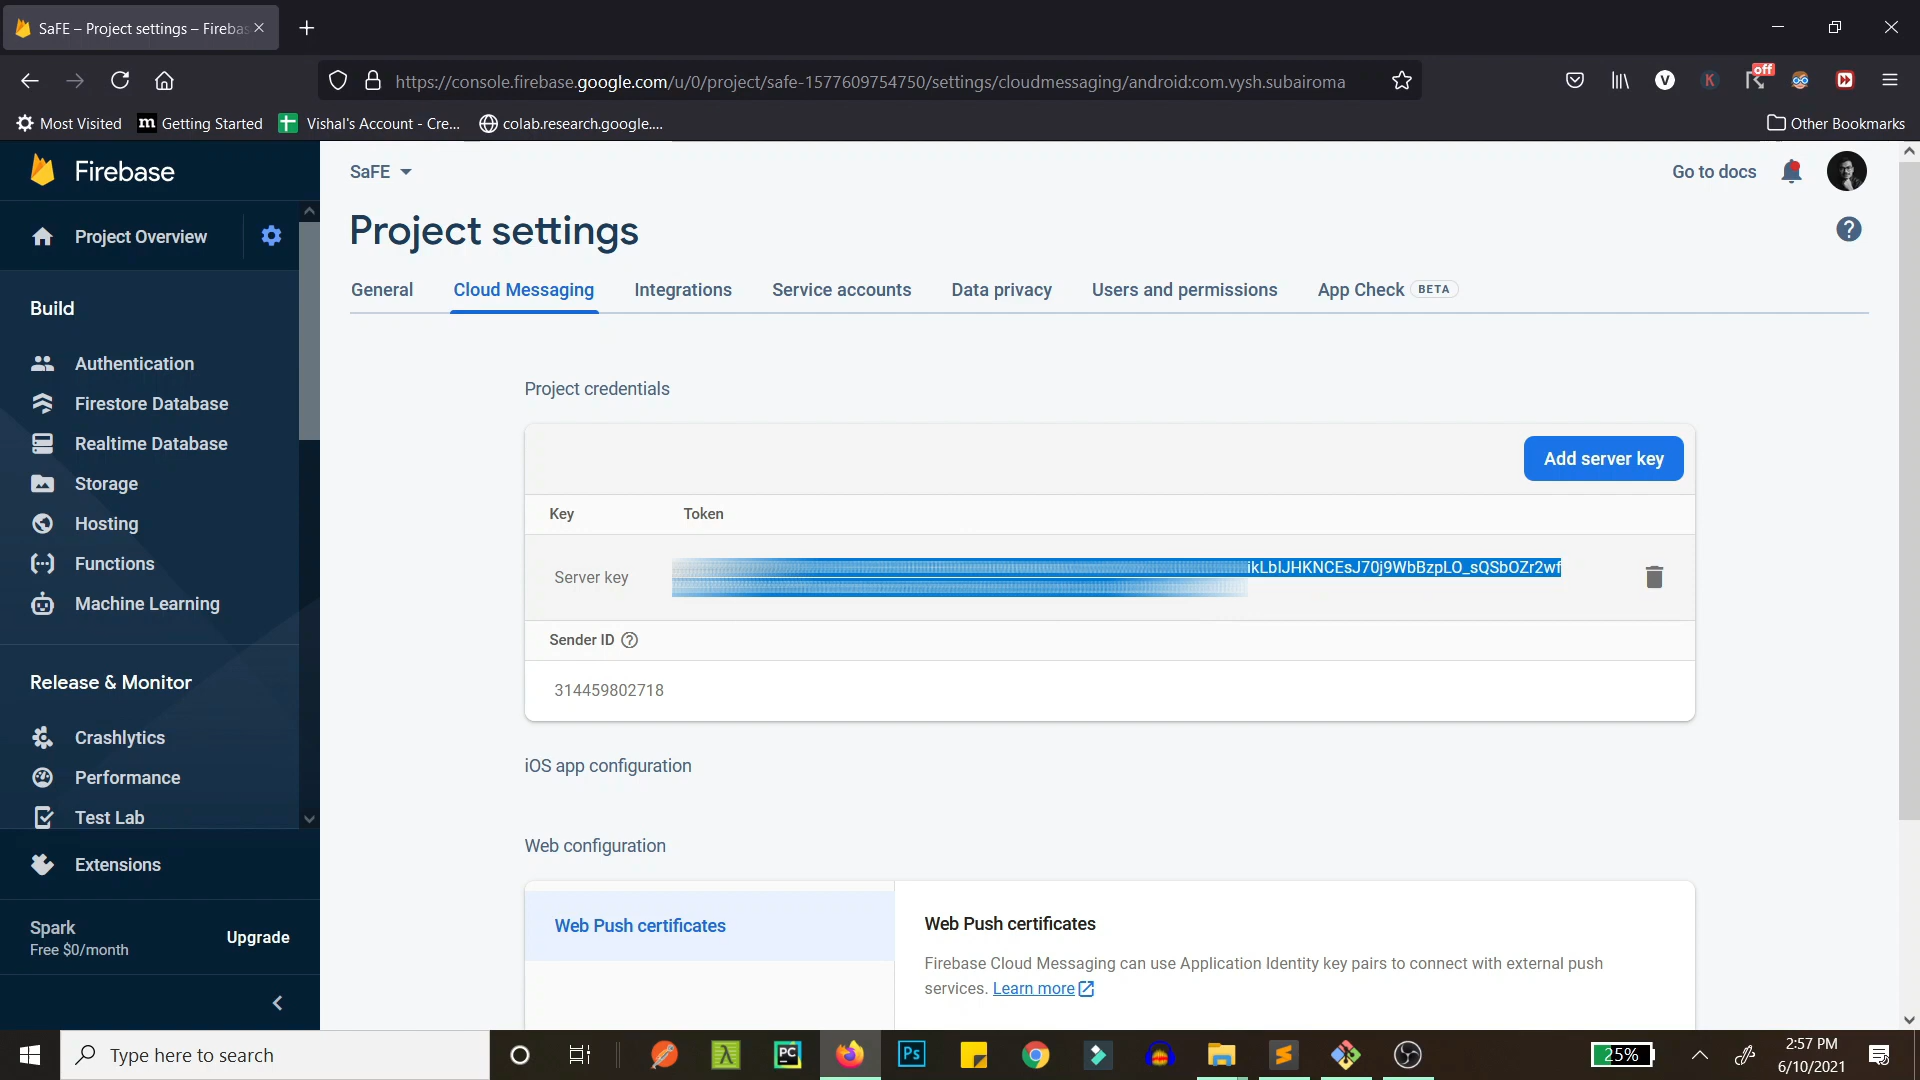 SaFE – Project settings – Firebas
https://console.firebase.google.com/u/0/project/safe-1577609754750/settings/cloudmessaging/android:com.vysh.subairoma
off
Most Visited
Getting Started
Vishal's Account - Cre...
colab.research.google....
Other Bookmarks
Firebase
SaFE
Go to docs
Project Overview
Project settings
General
Cloud Messaging
Integrations
Service accounts
Data privacy
Users and permissions
App Check BETA
Build
Authentication
Firestore Database
Realtime Database
Storage
Hosting
Functions
Machine Learning
Release & Monitor
Crashlytics
Performance
Test Lab
Extensions
Spark
Free $0/month
Upgrade
Project credentials
Add server key
Key
Token
Server key
Sender ID
314459802718
iOS app configuration
Web configuration
Web Push certificates
Web Push certificates
Firebase Cloud Messaging can use Application Identity key pairs to connect with external push
services. Learn more
Type here to search
PC
Ps
25%
2:57 PM
6/10/2021